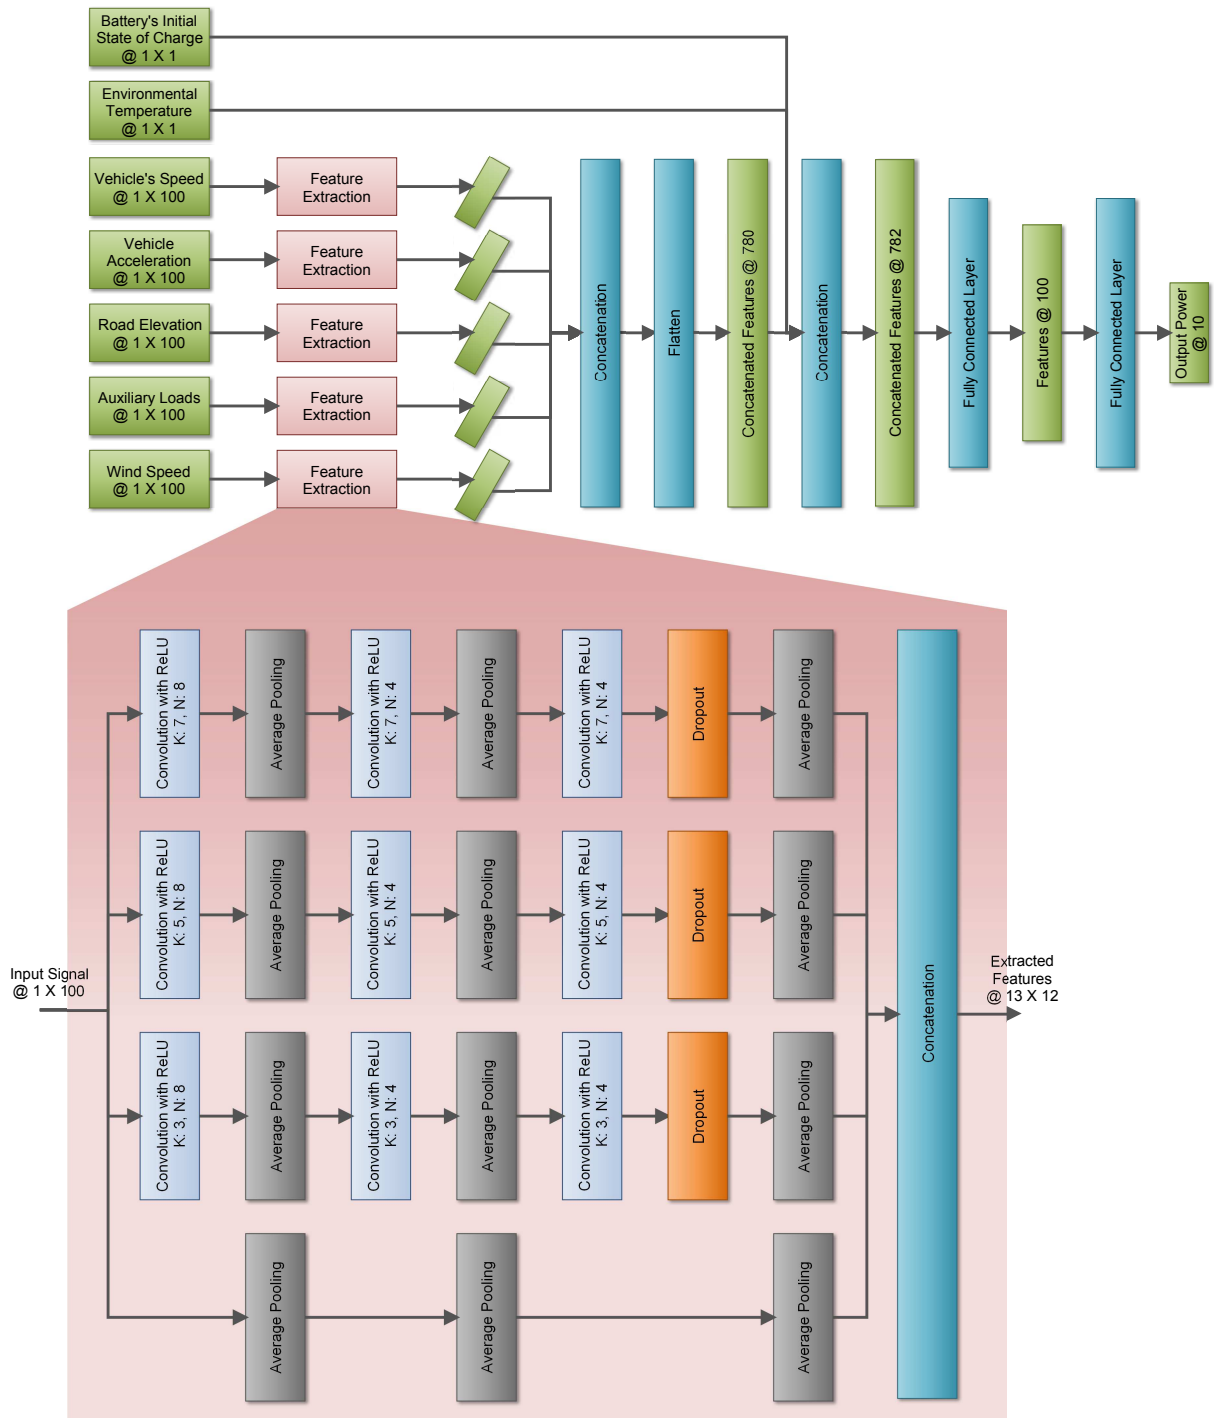 Battery's Initial
State of Charge
@ 1 X 1
Environmental
Temperature
@ 1 X 1
Vehicle's Speed
@ 1 X 100
Feature
Extraction
Vehicle
Acceleration
@ 1 X 100
Feature
Extraction
Road Elevation
@ 1 X 100
Feature
Extraction
Auxiliary Loads
@ 1 X 100
Feature
Extraction
Wind Speed
@ 1 X 100
Feature
Extraction
Concatenation
Flatten
Concatenated Features @ 780
Concatenation
Concatenated Features @ 782
Fully Connected Layer
Features @ 100
Fully Connected Layer
Output Power
@ 10
Input Signal
@ 1 X 100
Convolution with ReLU
K: 7, N: 8
Average Pooling
Convolution with ReLU
K: 7, N: 4
Average Pooling
Convolution with ReLU
K: 7, N: 4
Dropout
Average Pooling
Convolution with ReLU
K: 5, N: 8
Average Pooling
Convolution with ReLU
K: 5, N: 4
Average Pooling
Convolution with ReLU
K: 5, N: 4
Dropout
Average Pooling
Convolution with ReLU
K: 3, N: 8
Average Pooling
Convolution with ReLU
K: 3, N: 4
Average Pooling
Convolution with ReLU
K: 3, N: 4
Dropout
Average Pooling
Average Pooling
Average Pooling
Average Pooling
Concatenation
Extracted
Features
@ 13 X 12